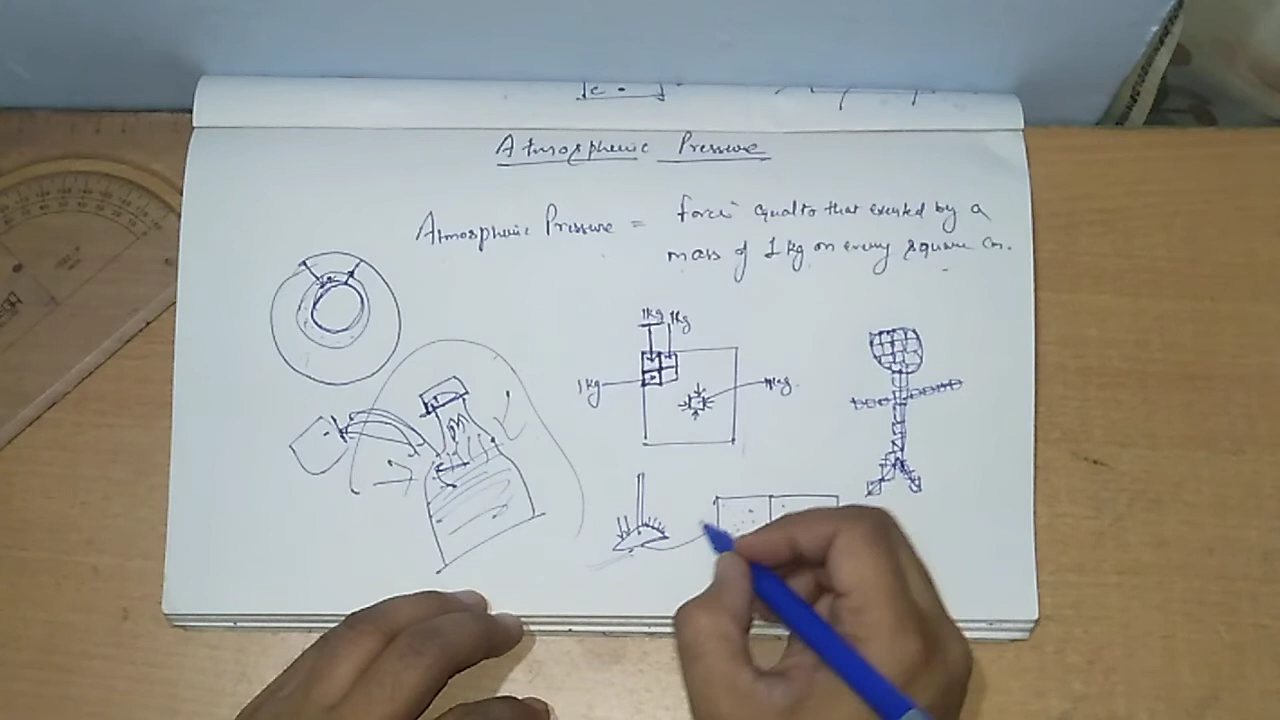 Atmospheric Pressure
Atmospheric Pressure = force equal to that exerted by a
mass of 1 kg on every square cm.
1kg 1kg
1kg